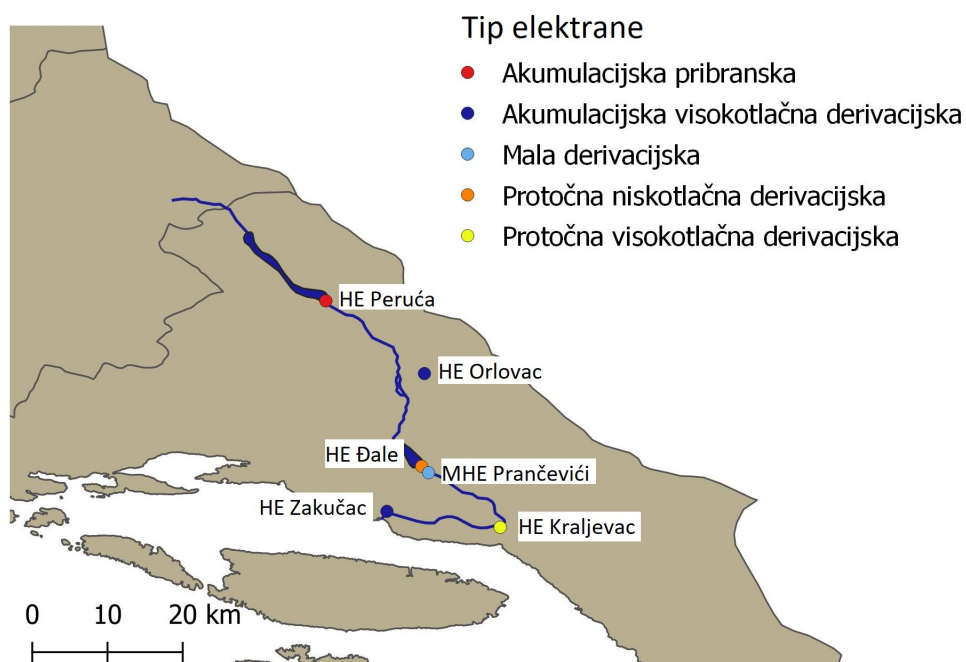 Tip elektrane
Akumulacijska pribranska
Akumulacijska visokotlačna derivacijska
Mala derivacijska
Protočna niskotlačna derivacijska
Protočna visokotlačna derivacijska
HE Peruća
HE Orlovac
HE Đale
MHE Prančevići
HE Zakučac
HE Kraljevac
0 10 20 km